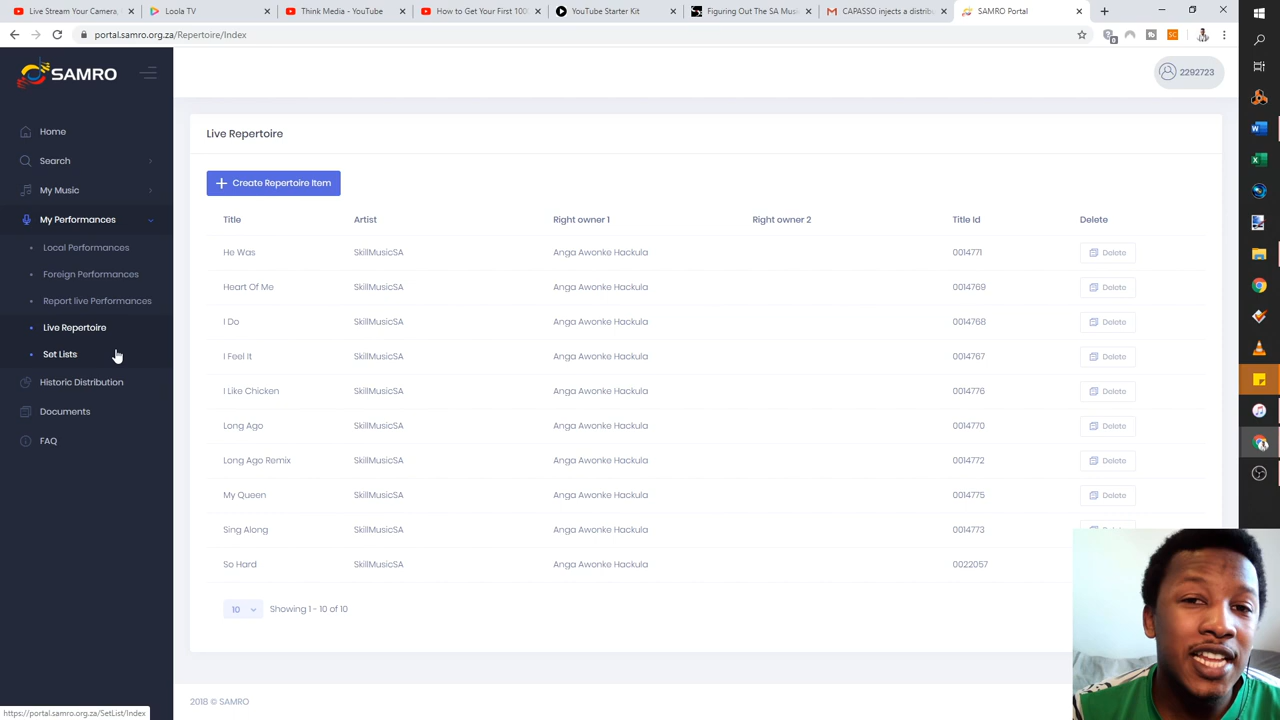 Live Stream Your Camera,
Loola TV
Think Media - YouTube
How to Get Your First 100
YouTube Starter Kit
Figuring Out The SA Musi
CAPASSO injects a distrib
SAMRO Portal
portal.samro.org.za/Repertoire/Index
SAMRO
2292723
Home
Search
My Music
My Performances
Local Performances
Foreign Performances
Report live Performances
Live Repertoire
Set Lists
Historic Distribution
Documents
FAQ
Live Repertoire
Create Repertoire Item
Title Artist Right owner 1 Right owner 2 Title Id Delete
He Was SkillMusicSA Anga Awonke Hackula 0014771 Delete
Heart Of Me SkillMusicSA Anga Awonke Hackula 0014769 Delete
I Do SkillMusicSA Anga Awonke Hackula 0014768 Delete
I Feel It SkillMusicSA Anga Awonke Hackula 0014767 Delete
I Like Chicken SkillMusicSA Anga Awonke Hackula 0014776 Delete
Long Ago SkillMusicSA Anga Awonke Hackula 0014770 Delete
Long Ago Remix SkillMusicSA Anga Awonke Hackula 0014772 Delete
My Queen SkillMusicSA Anga Awonke Hackula 0014775 Delete
Sing Along SkillMusicSA Anga Awonke Hackula 0014773
So Hard SkillMusicSA Anga Awonke Hackula 0022057
10 Showing 1 - 10 of 10
2018 © SAMRO
https://portal.samro.org.za/SetList/Index